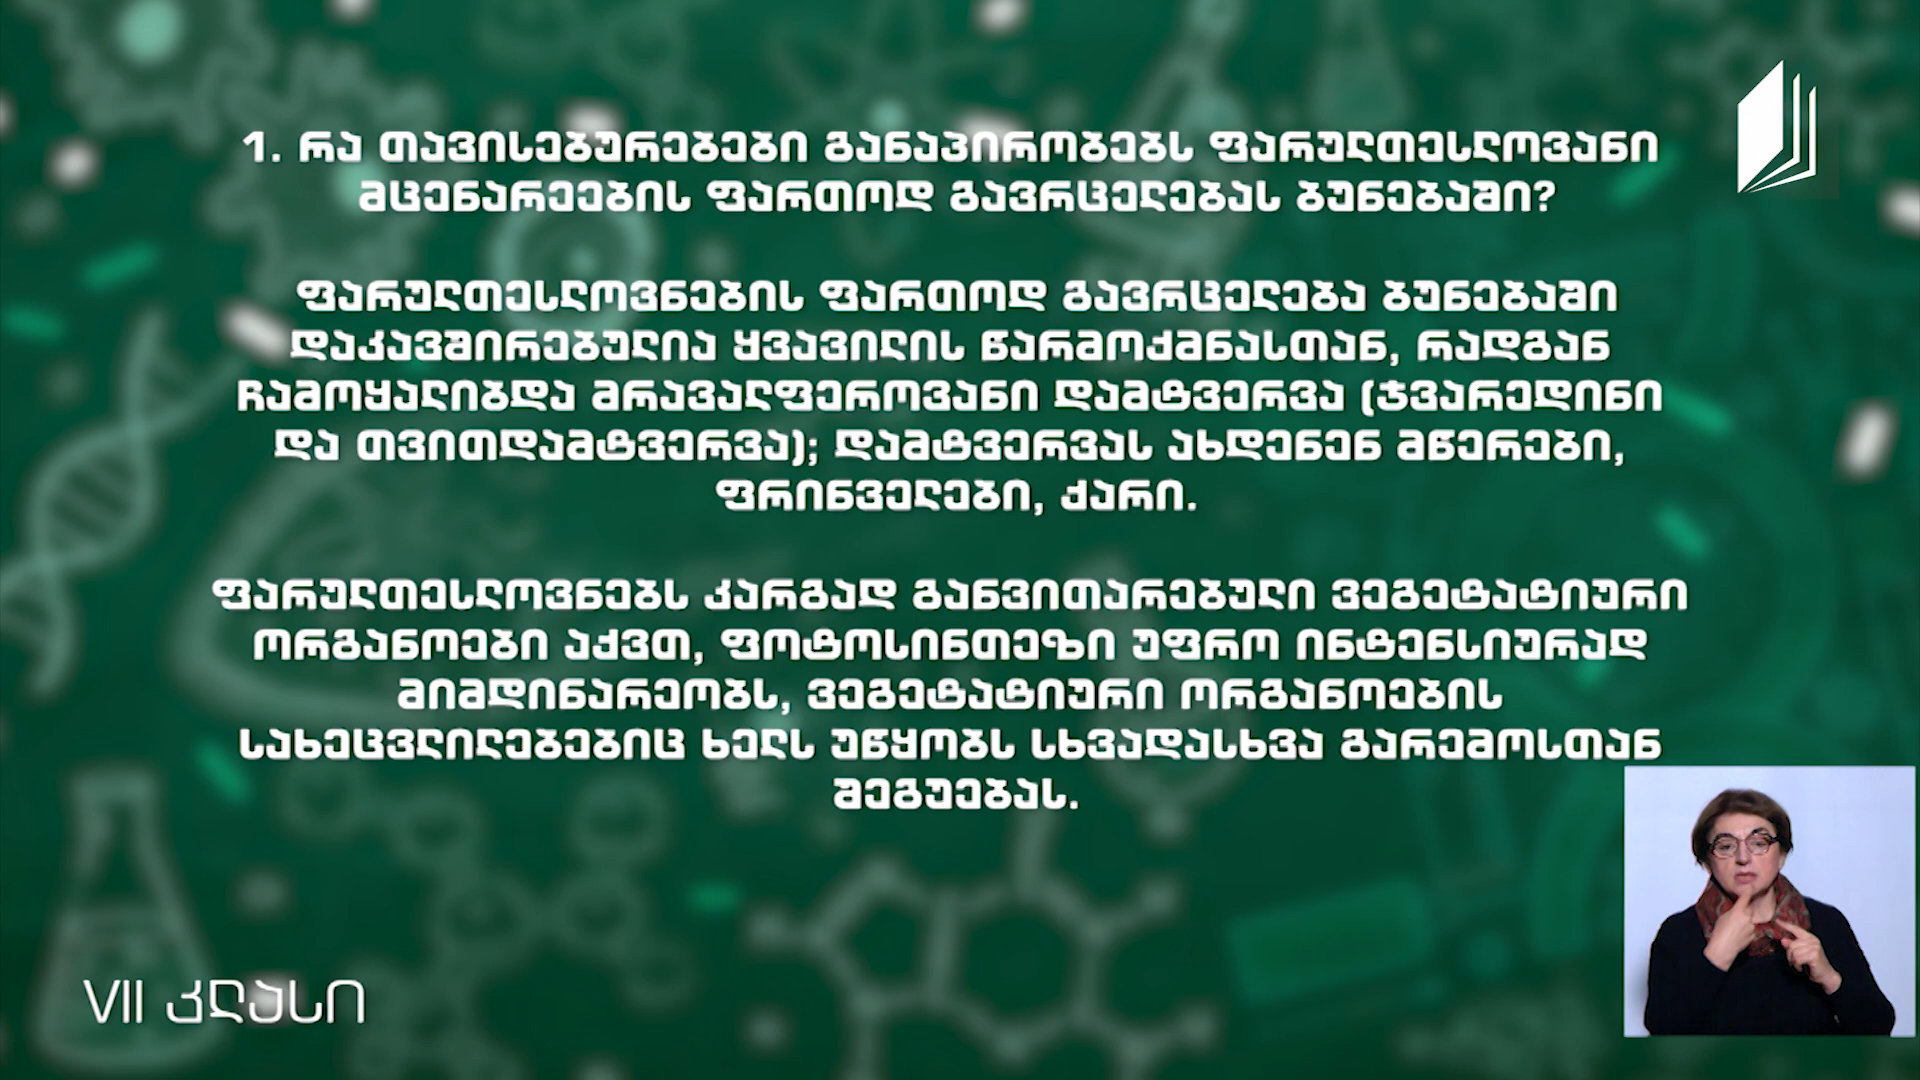 1. რა თავისებურებები განაპირობებს ფარულთესლოვანი
მცენარეების ფართოდ გავრცელებას ბუნებაში?
ფარულთესლოვნების ფართოდ გავრცელება ბუნებაში
დაკავშირებულია ყვავილის წარმოქმნასთან, რადგან
ჩამოყალიბდა მრავალფეროვანი დამტვერვა (ჯვარედინი
და თვითდამტვერვა); დამტვერვას ახდენენ მწერები,
ფრინველები, ქარი.
ფარულთესლოვნებს კარგად განვითარებული ვეგეტატიური
ორგანოები აქვთ, ფოტოსინთეზი უფრო ინტენსიურად
მიმდინარეობს, ვეგეტატიური ორგანოების
სახეცვლილებებიც ხელს უწყობს სხვადასხვა გარემოსთან
შეგუებას.
VII კლასი